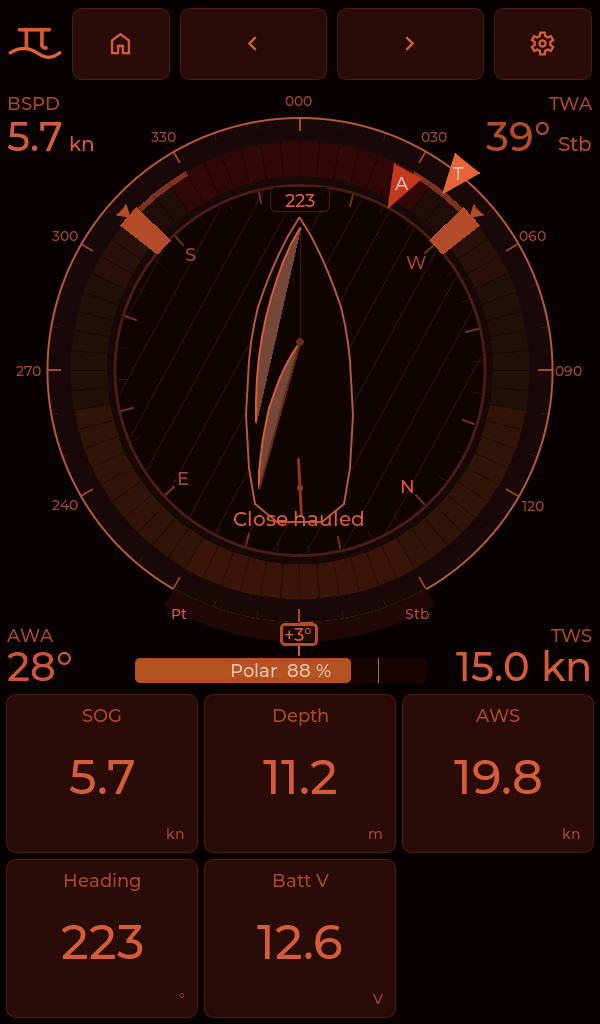 BSPD
5.7 kn
TWA
39° Stb
000
330
030
A
T
223
300
060
S
W
270
090
E
N
240
120
Close hauled
Pt
Stb
+3°
AWA
28°
Polar 88 %
TWS
15.0 kn
SOG
5.7
kn
Depth
11.2
m
AWS
19.8
kn
Heading
223
°
Batt V
12.6
V